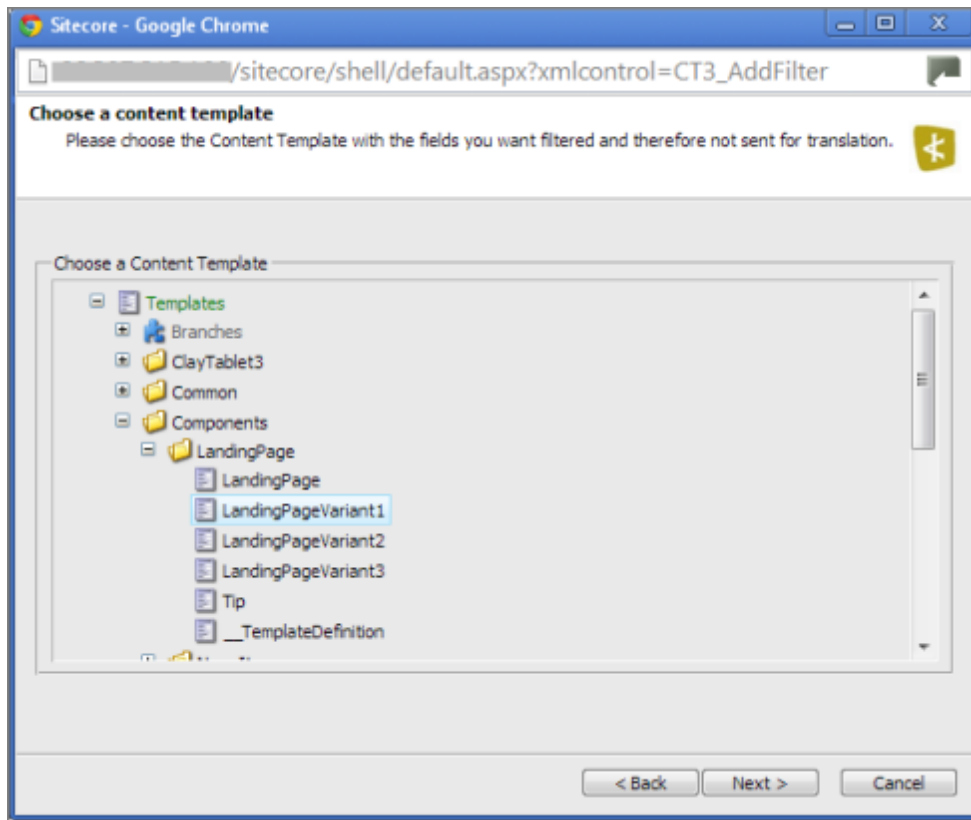 Sitecore - Google Chrome
/sitecore/shell/default.aspx?xmlcontrol=CT3_AddFilter
Choose a content template
Please choose the Content Template with the fields you want filtered and therefore not sent for translation.
Choose a Content Template
Templates
Branches
ClayTablet3
Common
Components
LandingPage
LandingPage
LandingPageVariant1
LandingPageVariant2
LandingPageVariant3
Tip
__TemplateDefinition
< Back Next > Cancel